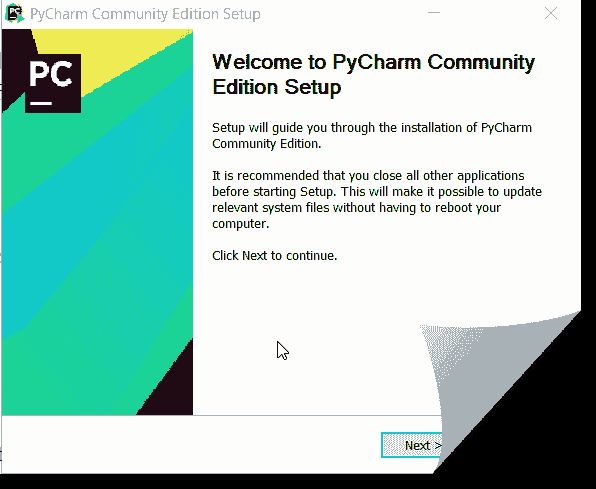 PyCharm Community Edition Setup
PC
Welcome to PyCharm Community
Edition Setup
Setup will guide you through the installation of PyCharm
Community Edition.
It is recommended that you close all other applications
before starting Setup. This will make it possible to update
relevant system files without having to reboot your
computer.
Click Next to continue.
Next >